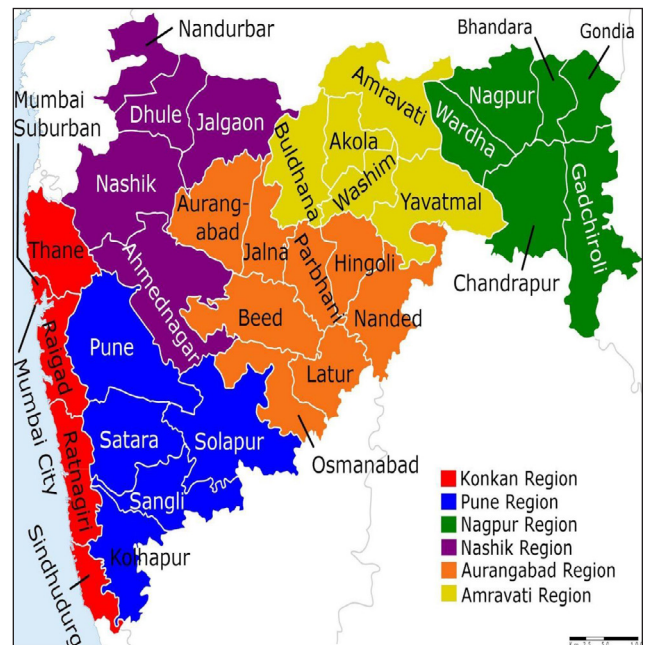 Nandurbar
Bhandara
Gondia
Mumbai
Suburban
Dhule
Jalgaon
Amravati
Nagpur
Wardha
Nashik
Buldhana
Akola
Washim
Yavatmal
Gadchiroli
Chandrapur
Thane
Aurang-
abad
Jalna
Parbhani
Hingoli
Nanded
Ahmednagar
Beed
Latur
Osmanabad
Pune
Raigad
Mumbai City
Ratnagiri
Satara
Solapur
Sangli
Kolhapur
Sindhudurg
Konkan Region
Pune Region
Nagpur Region
Nashik Region
Aurangabad Region
Amravati Region